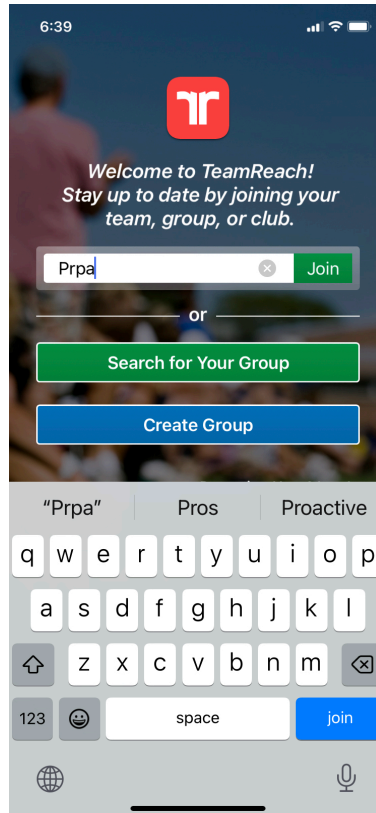 6:39
Welcome to TeamReach!
Stay up to date by joining your
team, group, or club.
Prpa
Join
or
Search for Your Group
Create Group
“Prpa” Pros Proactive
q w e r t y u i o p
a s d f g h j k l
z x c v b n m
123 space join